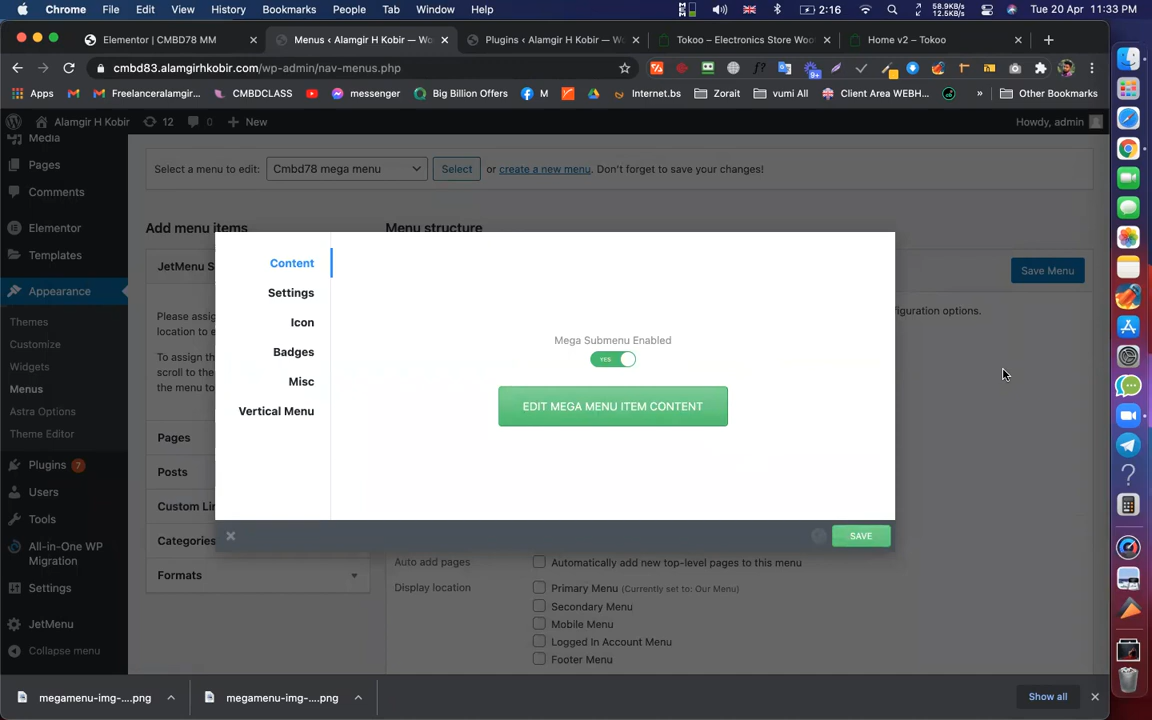 Chrome File Edit View History Bookmarks People Tab Window Help 2:16 58.9KB/s 12.5KB/s Tue 20 Apr 11:33 PM
Elementor | CMBD78 MM Menus ‹ Alamgir H Kobir — Wo Plugins ‹ Alamgir H Kobir — W Tokoo – Electronics Store Woo Home v2 – Tokoo
cmbd83.alamgirhkobir.com/wp-admin/nav-menus.php
Apps Freelanceralamgir... CMBDCLASS messenger Big Billion Offers M Internet.bs Zorait vumi All Client Area WEBH... » Other Bookmarks
Alamgir H Kobir 12 0 New Howdy, admin
Media
Pages
Comments
Elementor
Templates
Appearance
Themes
Customize
Widgets
Menus
Astra Options
Theme Editor
Plugins 7
Users
Tools
All-in-One WP
Migration
Settings
JetMenu
Collapse menu
Select a menu to edit: Cmbd78 mega menu Select or create a new menu. Don't forget to save your changes!
Add menu items Menu structure
JetMenu S Save Menu
Please assig
location to e
figuration options.
To assign th
scroll to the
the menu to
Pages
Posts
Custom Lin
Categories
Formats
Content
Settings
Icon
Badges
Misc
Vertical Menu
Mega Submenu Enabled
YES
EDIT MEGA MENU ITEM CONTENT
SAVE
Auto add pages Automatically add new top-level pages to this menu
Display location Primary Menu (Currently set to: Our Menu)
Secondary Menu
Mobile Menu
Logged In Account Menu
Footer Menu
megamenu-img-....png megamenu-img-....png Show all